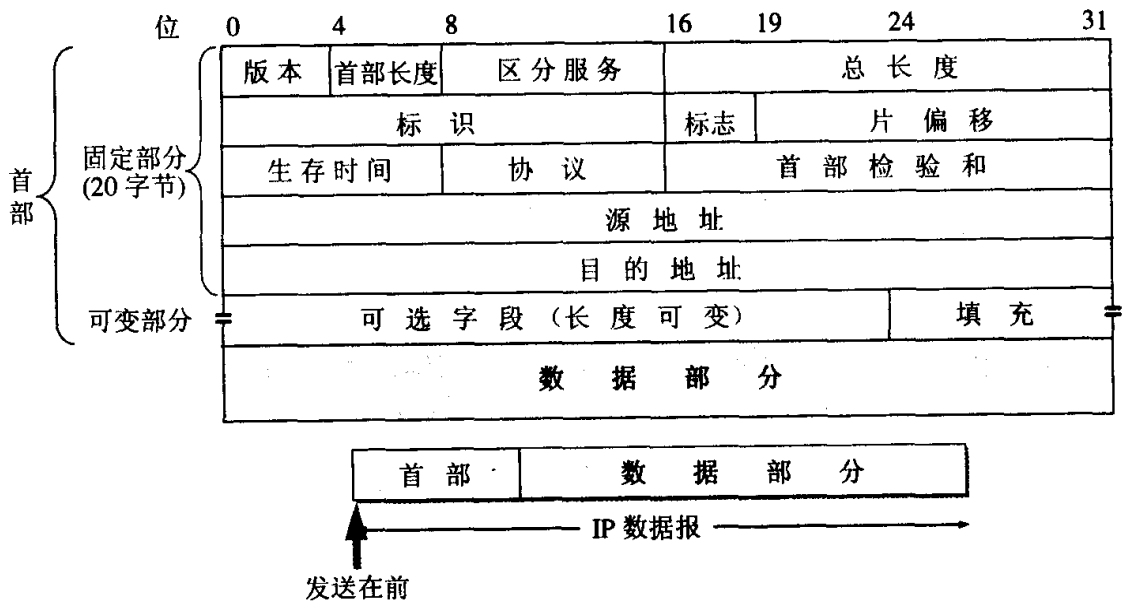 位 0 4 8 16 19 24 31
版本 首部长度 区分服务 总长度
标识 标志 片偏移
固定部分
(20 字节)
生存时间 协议 首部检验和
首部
源地址
目的地址
可变部分 可选字段（长度可变） 填充
数据部分
首部 数据部分
IP 数据报
发送在前